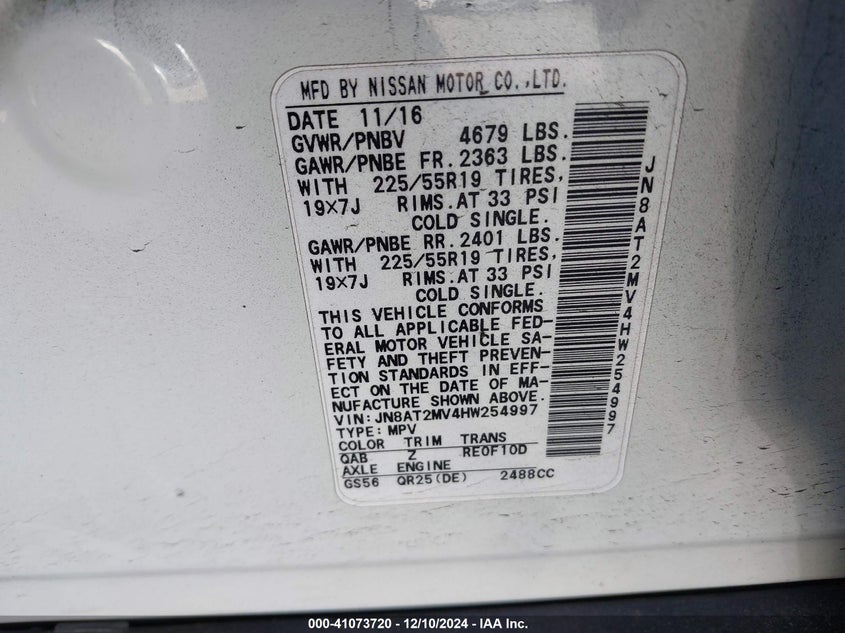 MFD BY NISSAN MOTOR CO.,LTD.
DATE 11/16
GVWR/PNBV 4679 LBS.
GAWR/PNBE FR. 2363 LBS.
WITH 225/55R19 TIRES,
19×7J RIMS. AT 33 PSI
COLD SINGLE.
GAWR/PNBE RR. 2401 LBS.
WITH 225/55R19 TIRES,
19×7J RIMS. AT 33 PSI
COLD SINGLE.
THIS VEHICLE CONFORMS
TO ALL APPLICABLE FED-
ERAL MOTOR VEHICLE SA-
FETY AND THEFT PREVEN-
TION STANDARDS IN EFF-
ECT ON THE DATE OF MA-
NUFACTURE SHOWN ABOVE.
VIN: JN8AT2MV4HW254997
TYPE: MPV
COLOR TRIM TRANS
QAB Z RE0F10D
AXLE ENGINE
GS56 QR25(DE) 2488CC
JN8AT2MV4HW254997
000-41073720 - 12/10/2024 - IAA Inc.